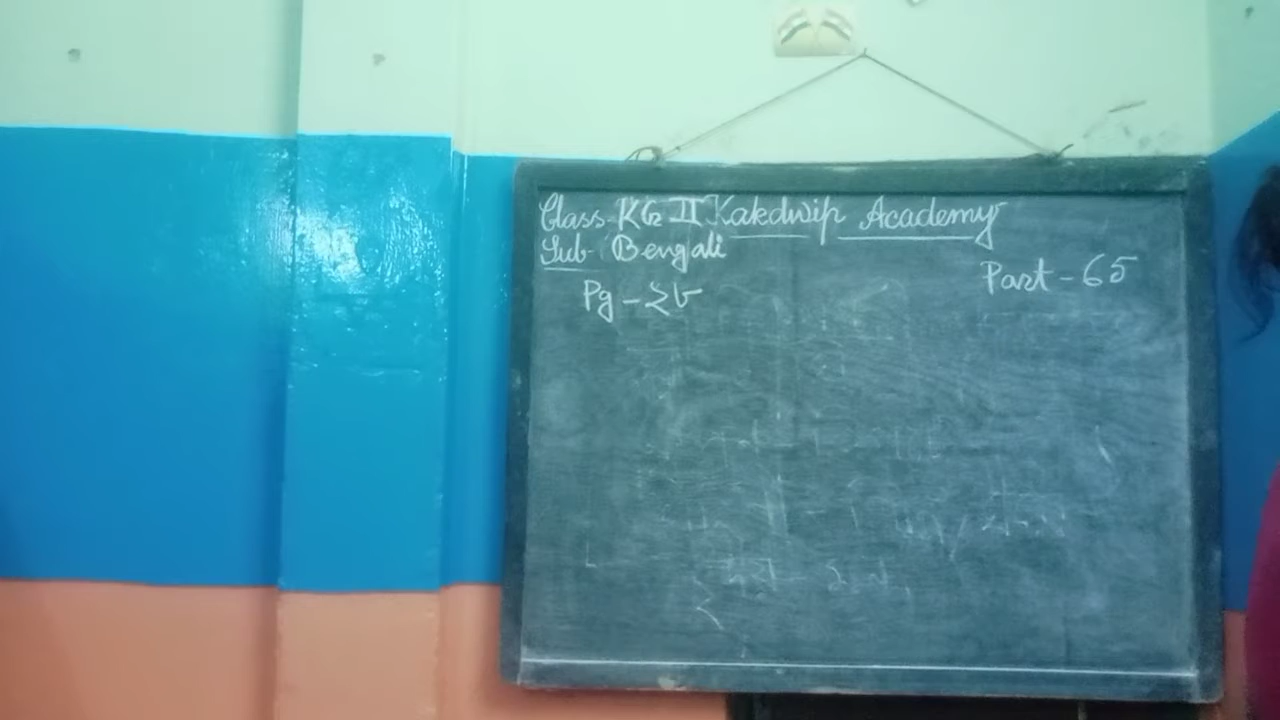 Class-KG II Kakdwip Academy
Sub- Bengali
Part-65
Pg-২৮